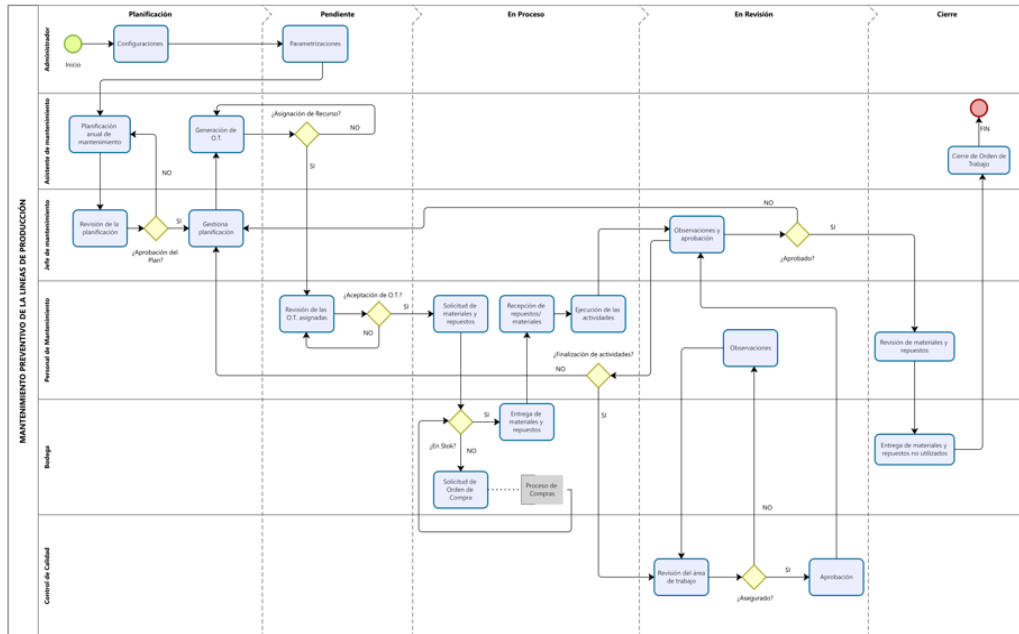 MANTENIMIENTO PREVENTIVO DE LA LINEAS DE PRODUCCIÓN
Planificación
Pendiente
En Proceso
En Revisión
Cierre
Administrador
Inicio
Configuraciones
Parametrizaciones
Asistente de mantenimiento
Planificación
anual de
mantenimiento
NO
Generación de
O.T.
¿Asignación de Recurso?
NO
SI
FIN
Cierre de Orden de
Trabajo
Jefa de mantenimiento
Revisión de la
planificación
SI
¿Aprobación del
Plan?
Gestiona
planificación
Observaciones y
aprobación
NO
SI
¿Aprobado?
Personal de Mantenimiento
Revisión de las
O.T. asignadas
¿Aceptación de O.T.?
SI
NO
Solicitud de
materiales y
repuestos
Recepción de
repuestos/
materiales
Ejecución de las
actividades
¿Finalización de actividades?
NO
SI
Observaciones
Revisión de materiales y
repuestos
Bodega
¿En Stok?
SI
NO
Entrega de
materiales y
repuestos
Solicitud de
Orden de
Compra
Proceso de
Compras
Entrega de materiales y
repuestos no utilizados
Control de Calidad
Revisión del área
de trabajo
NO
SI
¿Asegurado?
Aprobación